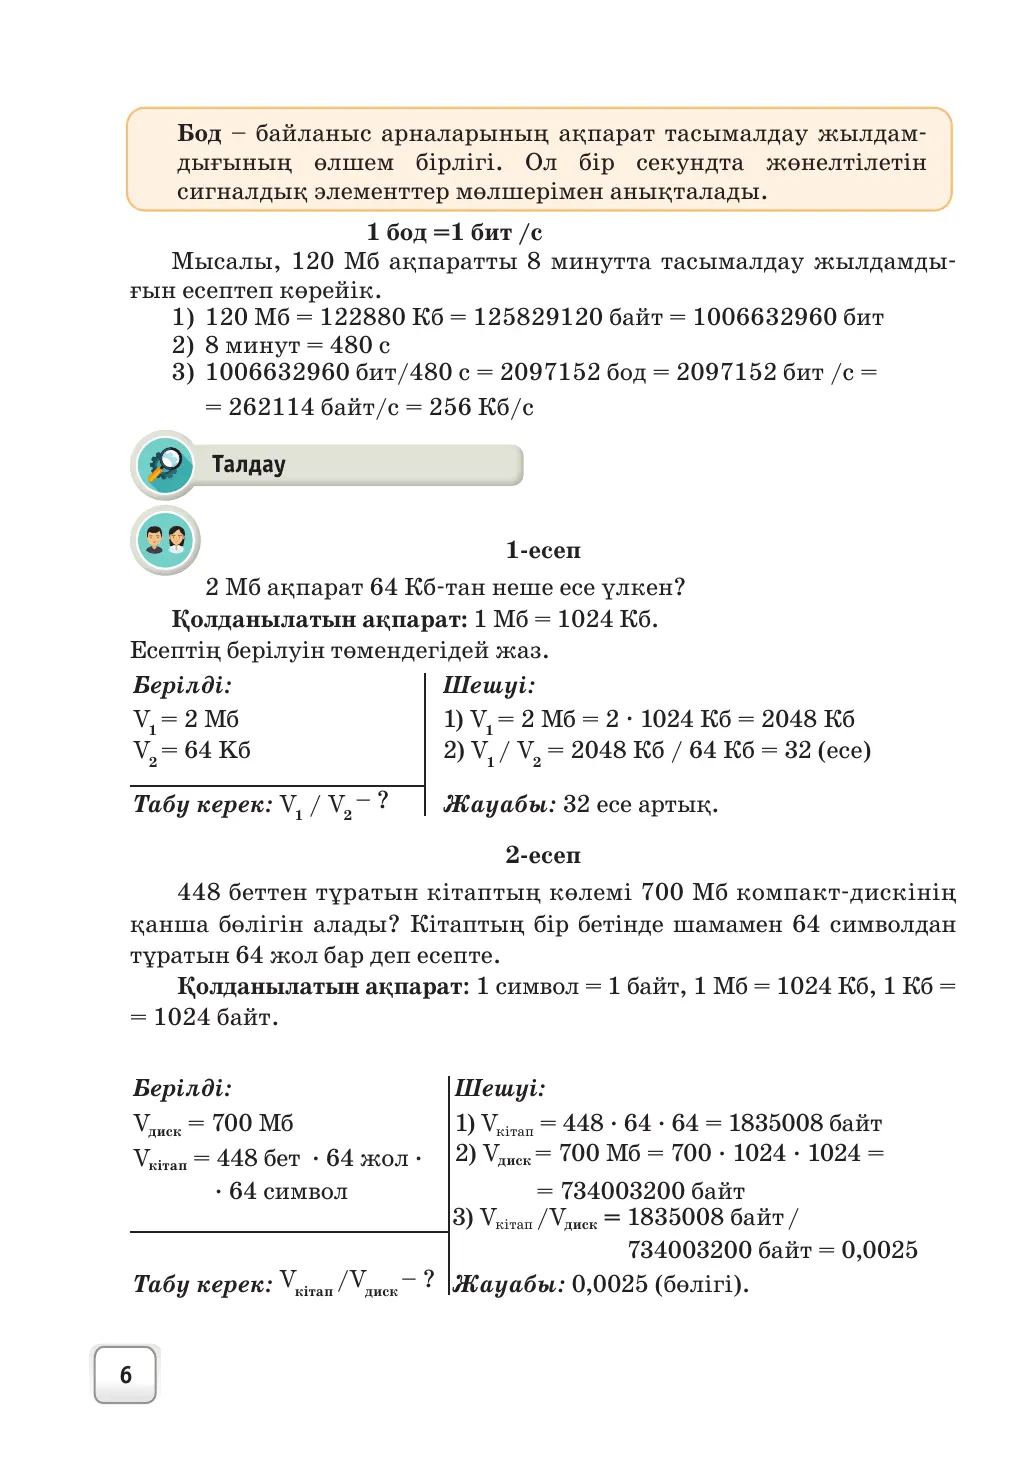 Бод – байланыс арналарының ақпарат тасымалдау жылдам-
дығының өлшем бірлігі. Ол бір секундта жөнелтілетін
сигналдық элементтер мөлшерімен анықталады.
1 бод =1 бит /с
Мысалы, 120 Мб ақпаратты 8 минутта тасымалдау жылдамды-
ғын есептеп көрейік.
1) 120 Мб = 122880 Кб = 125829120 байт = 1006632960 бит
2) 8 минут = 480 с
3) 1006632960 бит/480 с = 2097152 бод = 2097152 бит /с =
= 262114 байт/с = 256 Кб/с
Талдау
1-есеп
2 Мб ақпарат 64 Кб-тан неше есе үлкен?
Қолданылатын ақпарат: 1 Мб = 1024 Кб.
Есептің берілуін төмендегідей жаз.
Берілді:
V1 = 2 Мб
V2 = 64 Кб
Табу керек: V1 / V2 – ?
Шешуі:
1) V1 = 2 Мб = 2 · 1024 Кб = 2048 Кб
2) V1 / V2 = 2048 Кб / 64 Кб = 32 (есе)
Жауабы: 32 есе артық.
2-есеп
448 беттен тұратын кітаптың көлемі 700 Мб компакт-дискінің
қанша бөлігін алады? Кітаптың бір бетінде шамамен 64 символдан
тұратын 64 жол бар деп есепте.
Қолданылатын ақпарат: 1 символ = 1 байт, 1 Мб = 1024 Кб, 1 Кб =
= 1024 байт.
Берілді:
Vдиск = 700 Мб
Vкітап = 448 бет · 64 жол ·
· 64 символ
Табу керек: Vкітап /Vдиск – ?
Шешуі:
1) Vкітап = 448 · 64 · 64 = 1835008 байт
2) Vдиск = 700 Мб = 700 · 1024 · 1024 =
= 734003200 байт
3) Vкітап /Vдиск = 1835008 байт/
734003200 байт = 0,0025
Жауабы: 0,0025 (бөлігі).
6